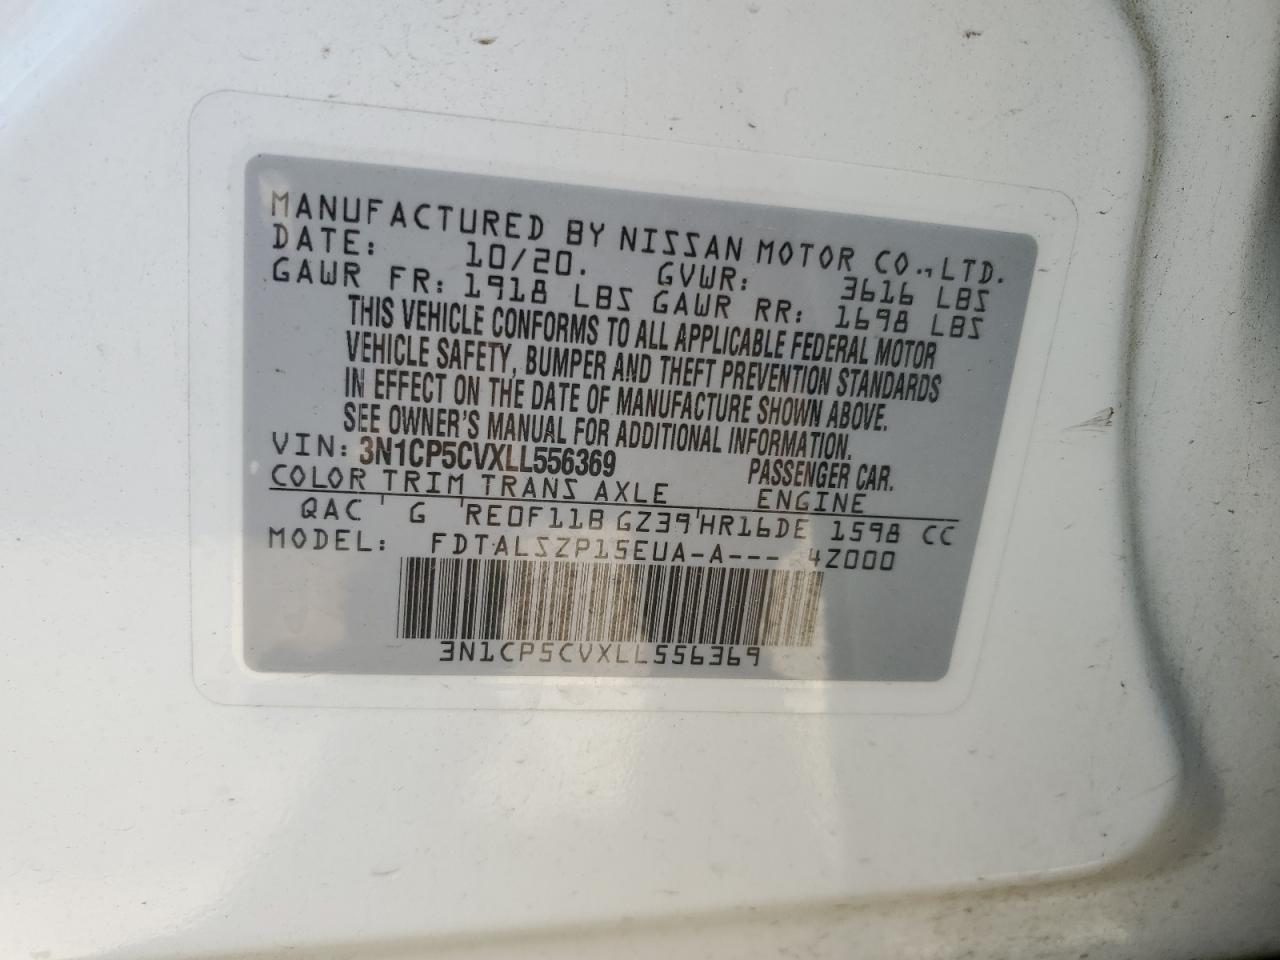 MANUFACTURED BY NISSAN MOTOR CO.,LTD.
DATE: 10/20. GVWR: 3616 LBS
GAWR FR: 1918 LBS GAWR RR: 1698 LBS
THIS VEHICLE CONFORMS TO ALL APPLICABLE FEDERAL MOTOR
VEHICLE SAFETY, BUMPER AND THEFT PREVENTION STANDARDS
IN EFFECT ON THE DATE OF MANUFACTURE SHOWN ABOVE.
SEE OWNER'S MANUAL FOR ADDITIONAL INFORMATION.
VIN: 3N1CP5CVXLL556369 PASSENGER CAR.
COLOR TRIM TRANS AXLE ENGINE
QAC G RE0F11B GZ39 HR16DE 1598 CC
MODEL: FDTALSZP15EUA-A--- 4Z000
3N1CP5CVXLL556369